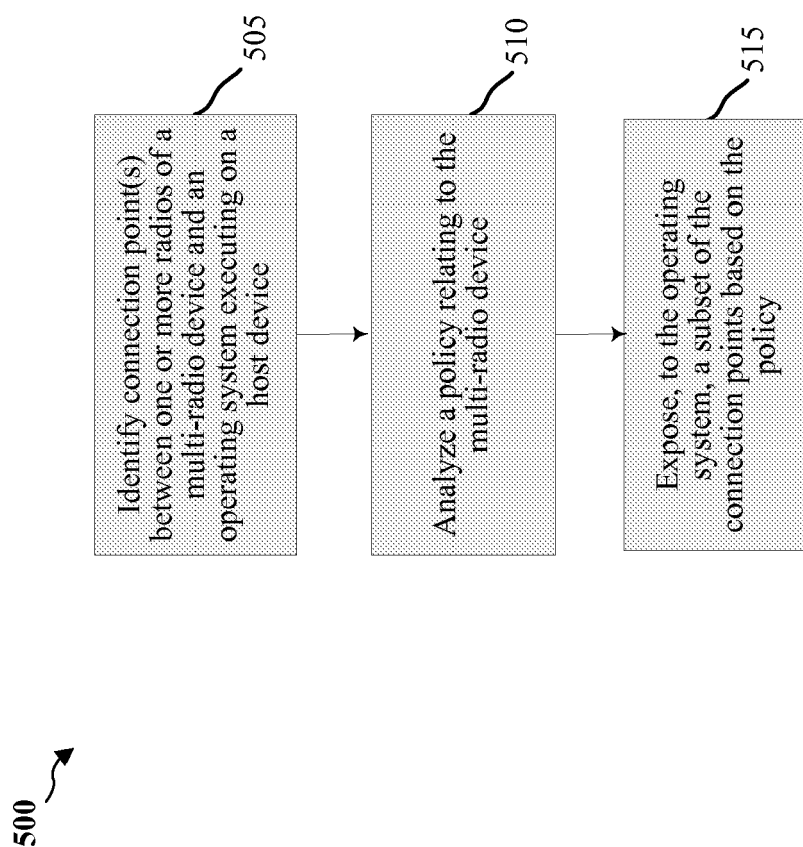 500
Identify connection point(s)
between one or more radios of a
multi-radio device and an
operating system executing on a
host device
505
Analyze a policy relating to the
multi-radio device
510
Expose, to the operating
system, a subset of the
connection points based on the
policy
515